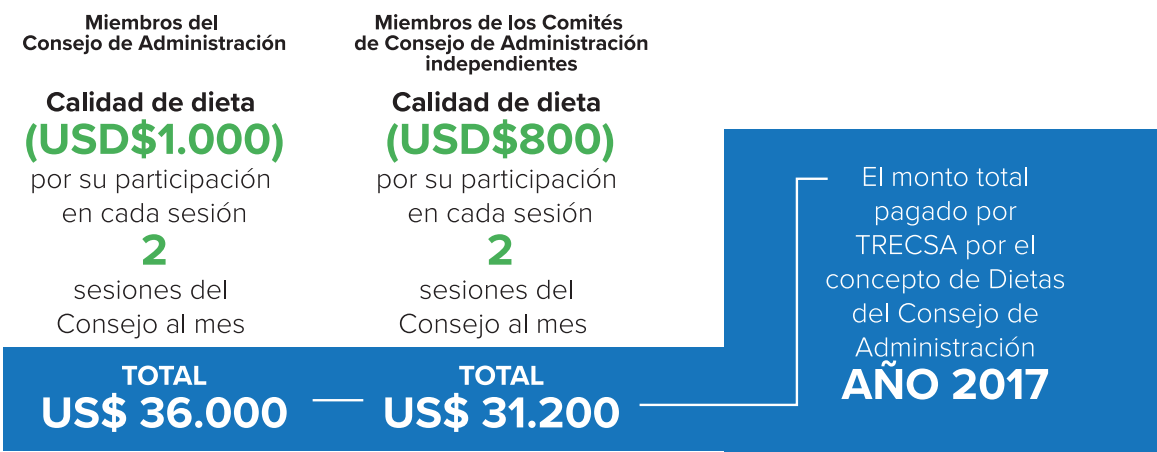 Miembros del
Consejo de Administración
Calidad de dieta
(USD$1.000)
por su participación
en cada sesión
2
sesiones del
Consejo al mes
TOTAL
US$ 36.000
Miembros de los Comités
de Consejo de Administración
independientes
Calidad de dieta
(USD$800)
por su participación
en cada sesión
2
sesiones del
Consejo al mes
TOTAL
US$ 31.200
El monto total
pagado por
TRECSA por el
concepto de Dietas
del Consejo de
Administración
AÑO 2017